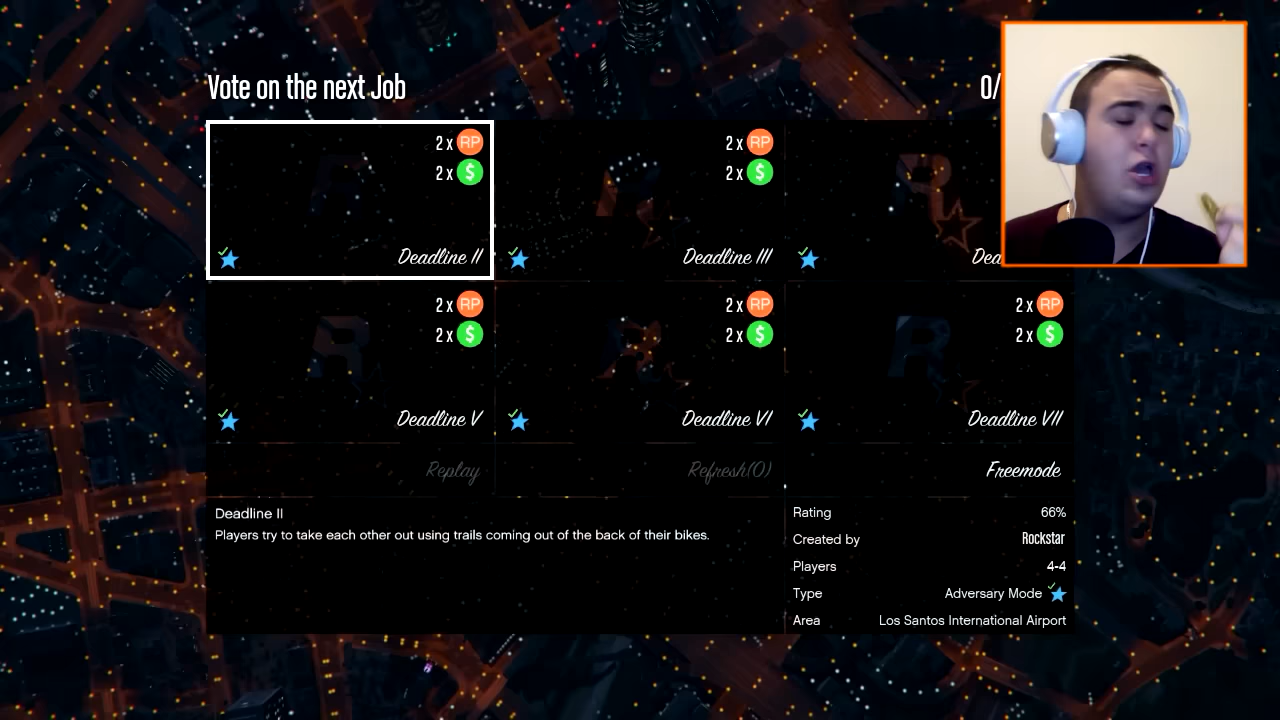 Vote on the next Job
0/
2 x RP
2 x $
Deadline II
2 x RP
2 x $
Deadline III
Dea
2 x RP
2 x $
Deadline V
2 x RP
2 x $
Deadline VI
2 x RP
2 x $
Deadline VII
Replay
Refresh(0)
Freemode
Deadline II
Players try to take each other out using trails coming out of the back of their bikes.
Rating 66%
Created by Rockstar
Players 4-4
Type Adversary Mode
Area Los Santos International Airport